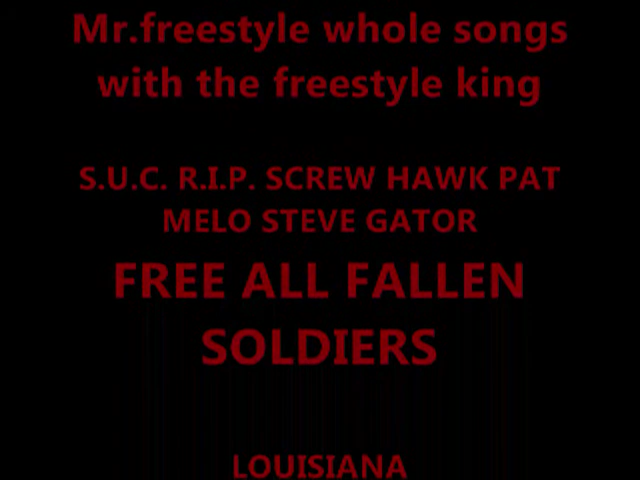 Mr.freestyle whole songs
with the freestyle king
S.U.C. R.I.P. SCREW HAWK PAT
MELO STEVE GATOR
FREE ALL FALLEN
SOLDIERS
LOUISIANA